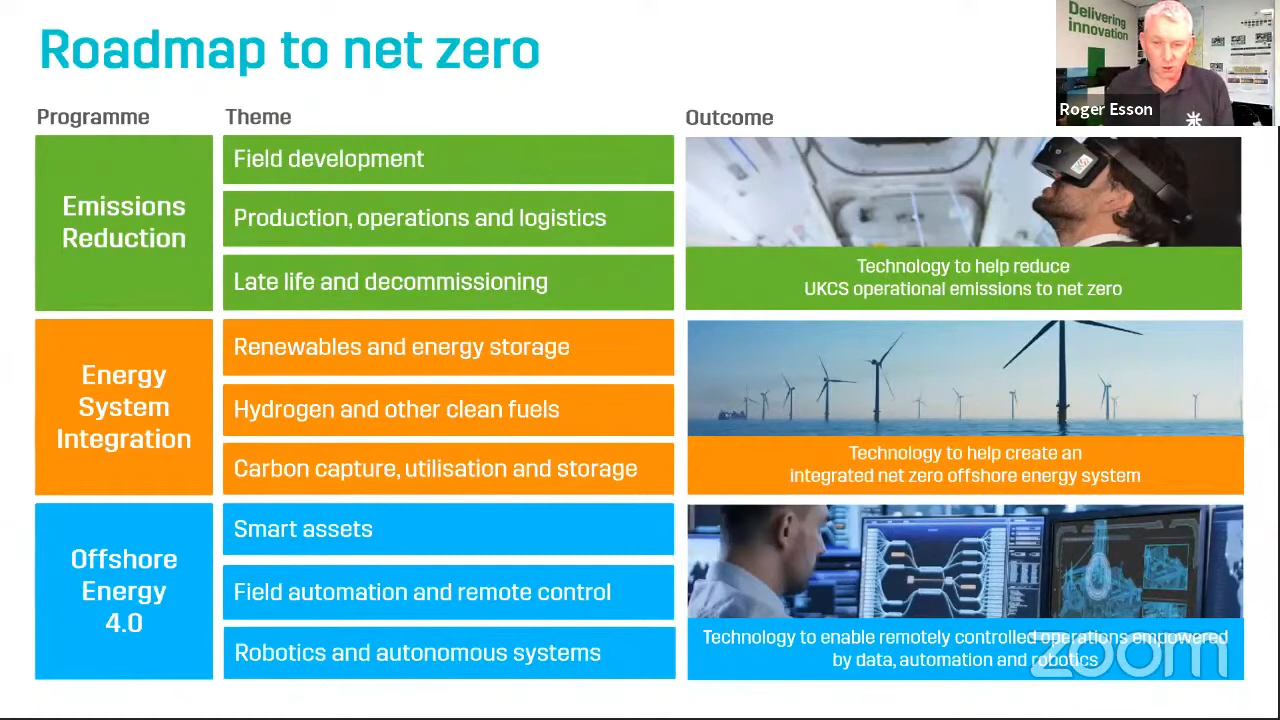 Roadmap to net zero
Delivering
innovation
Roger Esson
Programme
Theme
Outcome
Emissions
Reduction
Field development
Production, operations and logistics
Late life and decommissioning
Technology to help reduce
UKCS operational emissions to net zero
Energy
System
Integration
Renewables and energy storage
Hydrogen and other clean fuels
Carbon capture, utilisation and storage
Technology to help create an
integrated net zero offshore energy system
Offshore
Energy
4.0
Smart assets
Field automation and remote control
Robotics and autonomous systems
Technology to enable remotely controlled operations empowered
by data, automation and robotics
zoom